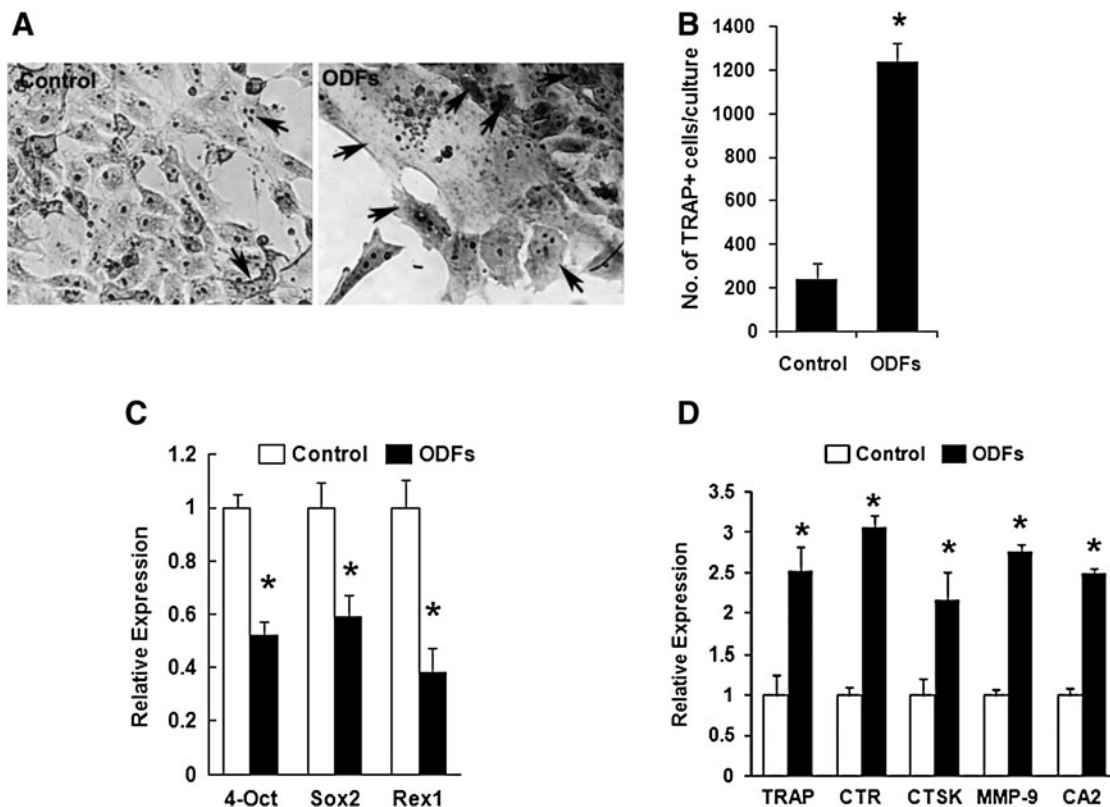 A
Control
ODFs
B
No. of TRAP+ cells/culture
1400
1200
1000
800
600
400
200
0
*
Control
ODFs
C
Control
ODFs
Relative Expression
1.2
1
0.8
0.6
0.4
0.2
0
*
*
*
4-Oct
Sox2
Rex1
D
Control
ODFs
Relative Expression
3.5
3
2.5
2
1.5
1
0.5
0
*
*
*
*
*
TRAP
CTR
CTSK
MMP-9
CA2